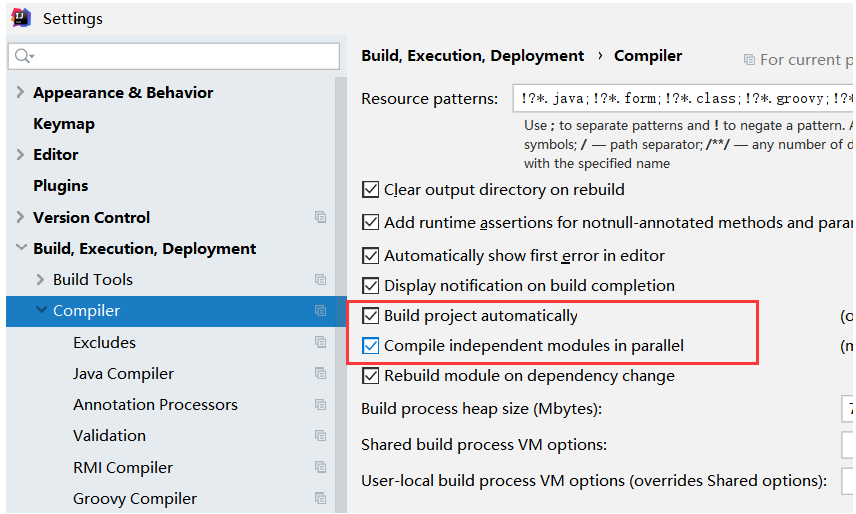 Settings
Build, Execution, Deployment › Compiler
For current p
Appearance & Behavior
Keymap
Editor
Plugins
Version Control
Build, Execution, Deployment
Build Tools
Compiler
Excludes
Java Compiler
Annotation Processors
Validation
RMI Compiler
Groovy Compiler
Resource patterns:
!?*.java;!?*.form;!?*.class;!?*.groovy;!?*
Use ; to separate patterns and ! to negate a pattern. A
symbols; / — path separator; /**/ — any number of d
with the specified name
Clear output directory on rebuild
Add runtime assertions for notnull-annotated methods and paran
Automatically show first error in editor
Display notification on build completion
Build project automatically (o
Compile independent modules in parallel (m
Rebuild module on dependency change
Build process heap size (Mbytes): 7
Shared build process VM options:
User-local build process VM options (overrides Shared options):